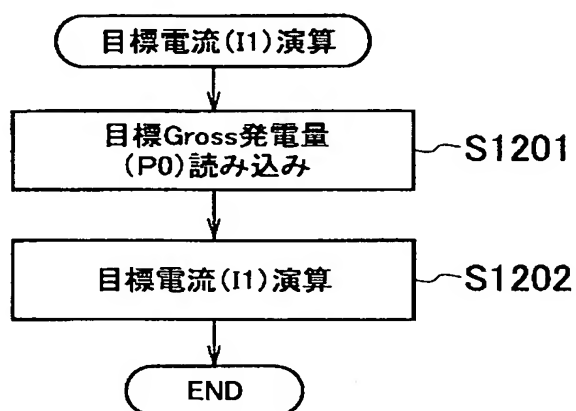 目標電流(I1)演算
目標Gross発電量
(P0)読み込み
S1201
目標電流(I1)演算
S1202
END